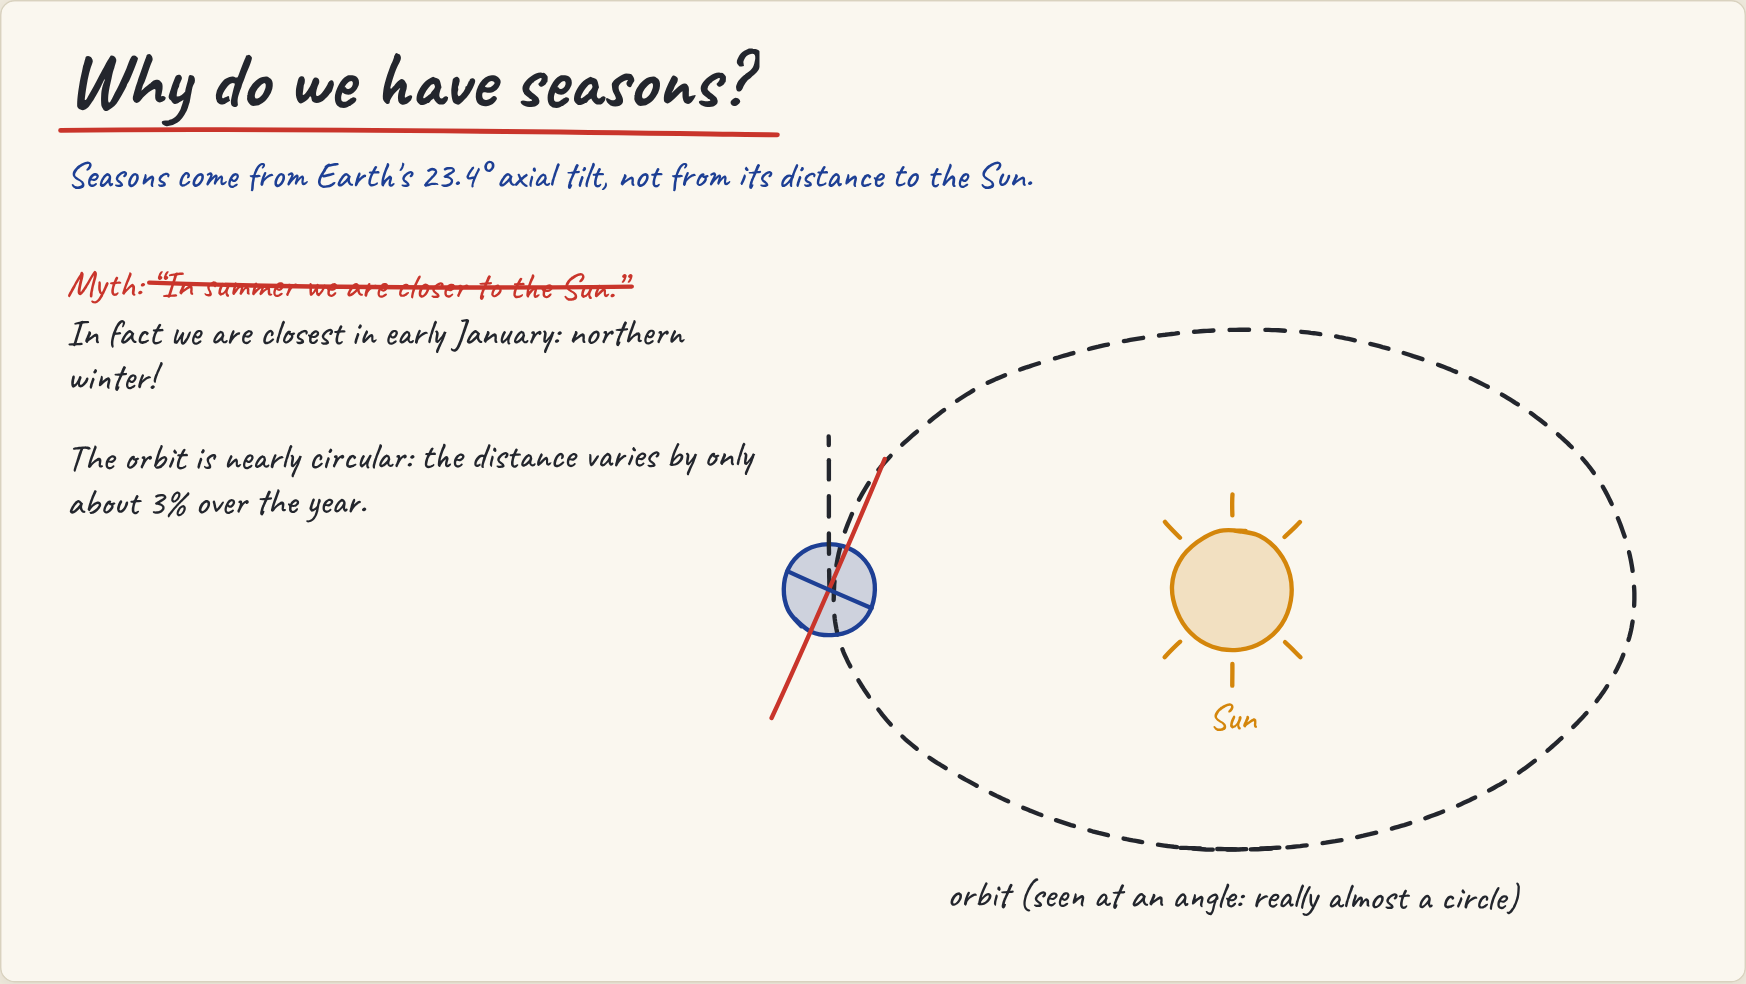 Why do we have seasons?
Seasons come from Earth's 23.4° axial tilt, not from its distance to the Sun.
Myth: “In summer we are closer to the Sun.”
In fact we are closest in early January: northern
winter!
The orbit is nearly circular: the distance varies by only
about 3% over the year.
Sun
orbit (seen at an angle: really almost a circle)